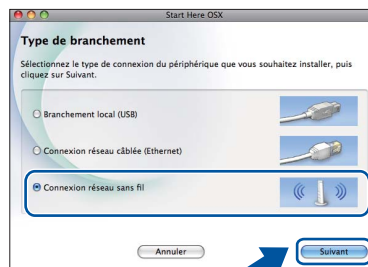 Start Here OSX
Type de branchement
Sélectionnez le type de connexion du périphérique que vous souhaitez installer, puis
cliquez sur Suivant.
Branchement local (USB)
Connexion réseau câblée (Ethernet)
Connexion réseau sans fil
Annuler
Suivant